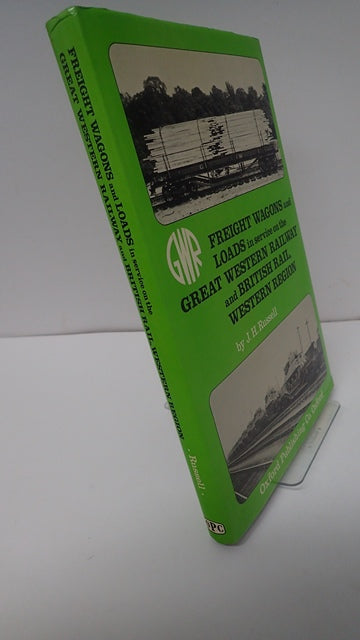 FREIGHT WAGONS and LOADS in service on the
GREAT WESTERN RAILWAY and BRITISH RAIL, WESTERN REGION
. Russell .
OPC
GWR
FREIGHT WAGONS and
LOADS in service on the
GREAT WESTERN RAILWAY
and BRITISH RAIL,
WESTERN REGION
by J. H. Russell
Oxford Publishing Co. Oxford